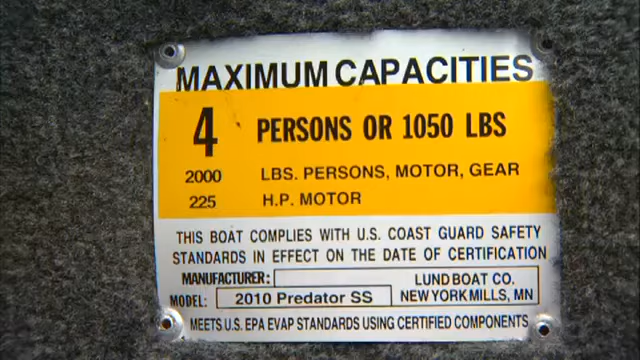 MAXIMUM CAPACITIES
4 PERSONS OR 1050 LBS
2000 LBS. PERSONS, MOTOR, GEAR
225 H.P. MOTOR
THIS BOAT COMPLIES WITH U.S. COAST GUARD SAFETY
STANDARDS IN EFFECT ON THE DATE OF CERTIFICATION
MANUFACTURER: LUND BOAT CO.
MODEL: 2010 Predator SS NEW YORK MILLS, MN
MEETS U.S. EPA EVAP STANDARDS USING CERTIFIED COMPONENTS